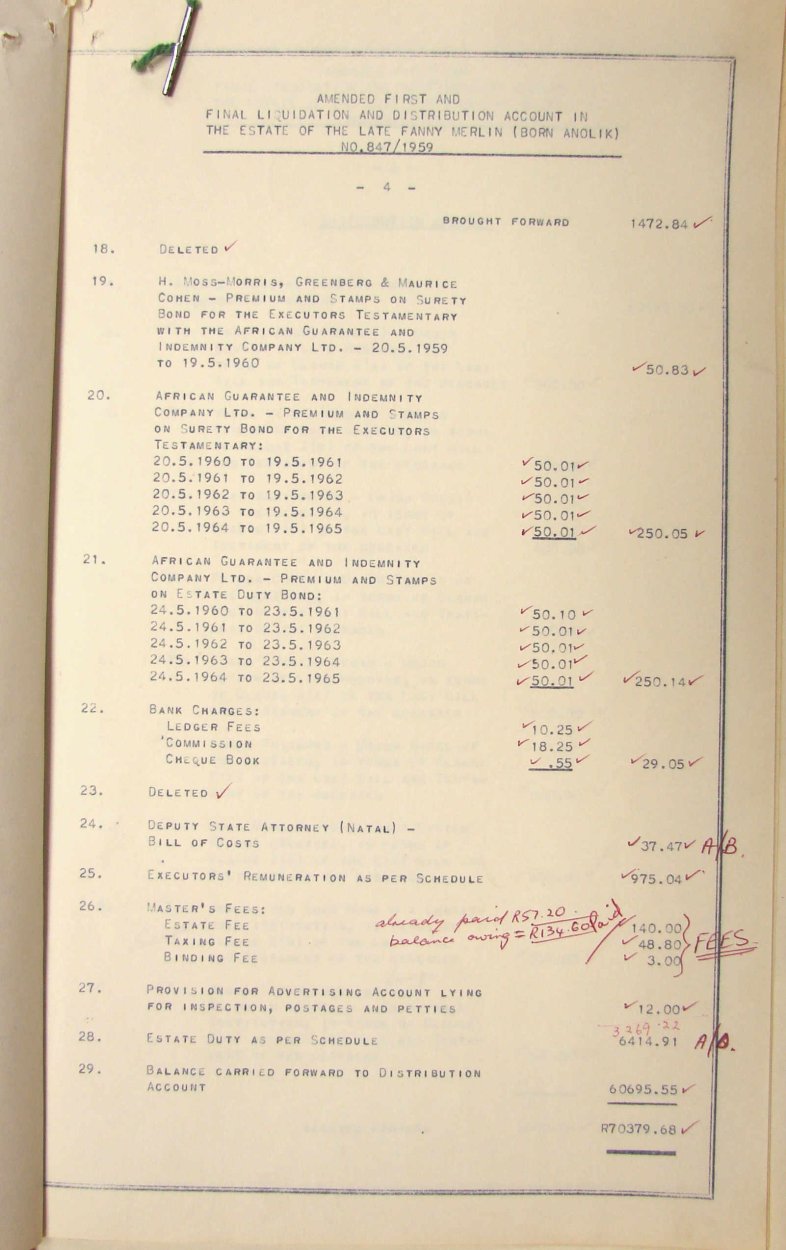 AMENDED FIRST AND
FINAL LIQUIDATION AND DISTRIBUTION ACCOUNT IN
THE ESTATE OF THE LATE FANNY MERLIN (BORN ANOLIK)
NO.847/1959
- 4 -
BROUGHT FORWARD 1472.84 ✓
18. DELETED ✓
19. H. MOSS-MORRIS, GREENBERG & MAURICE
COHEN - PREMIUM AND STAMPS ON SURETY
BOND FOR THE EXECUTORS TESTAMENTARY
WITH THE AFRICAN GUARANTEE AND
INDEMNITY COMPANY LTD. - 20.5.1959
TO 19.5.1960 ✓50.83 ✓
20. AFRICAN GUARANTEE AND INDEMNITY
COMPANY LTD. - PREMIUM AND STAMPS
ON SURETY BOND FOR THE EXECUTORS
TESTAMENTARY:
20.5.1960 TO 19.5.1961 ✓50.01✓
20.5.1961 TO 19.5.1962 ✓50.01✓
20.5.1962 TO 19.5.1963 ✓50.01✓
20.5.1963 TO 19.5.1964 ✓50.01✓
20.5.1964 TO 19.5.1965 ✓50.01✓ ✓250.05 ✓
21. AFRICAN GUARANTEE AND INDEMNITY
COMPANY LTD. - PREMIUM AND STAMPS
ON ESTATE DUTY BOND:
24.5.1960 TO 23.5.1961 ✓50.10 ✓
24.5.1961 TO 23.5.1962 ✓50.01✓
24.5.1962 TO 23.5.1963 ✓50.01✓
24.5.1963 TO 23.5.1964 ✓50.01✓
24.5.1964 TO 23.5.1965 ✓50.01 ✓ ✓250.14✓
22. BANK CHARGES:
LEDGER FEES ✓10.25 ✓
'COMMISSION ✓18.25 ✓
CHEQUE BOOK ✓ .55 ✓ ✓29.05 ✓
23. DELETED ✓
24. DEPUTY STATE ATTORNEY (NATAL) -
BILL OF COSTS ✓37.47✓ A/B.
25. EXECUTORS' REMUNERATION AS PER SCHEDULE ✓975.04✓
26. MASTER'S FEES:
already paid R57.20
ESTATE FEE ✓140.00
balance owing = R134.60 paid
TAXING FEE ✓48.80 FEES
BINDING FEE ✓ 3.00
27. PROVISION FOR ADVERTISING ACCOUNT LYING
FOR INSPECTION, POSTAGES AND PETTIES ✓12.00✓
3269.22
28. ESTATE DUTY AS PER SCHEDULE 6414.91 A/B.
29. BALANCE CARRIED FORWARD TO DISTRIBUTION
ACCOUNT 60695.55 ✓
R70379.68 ✓